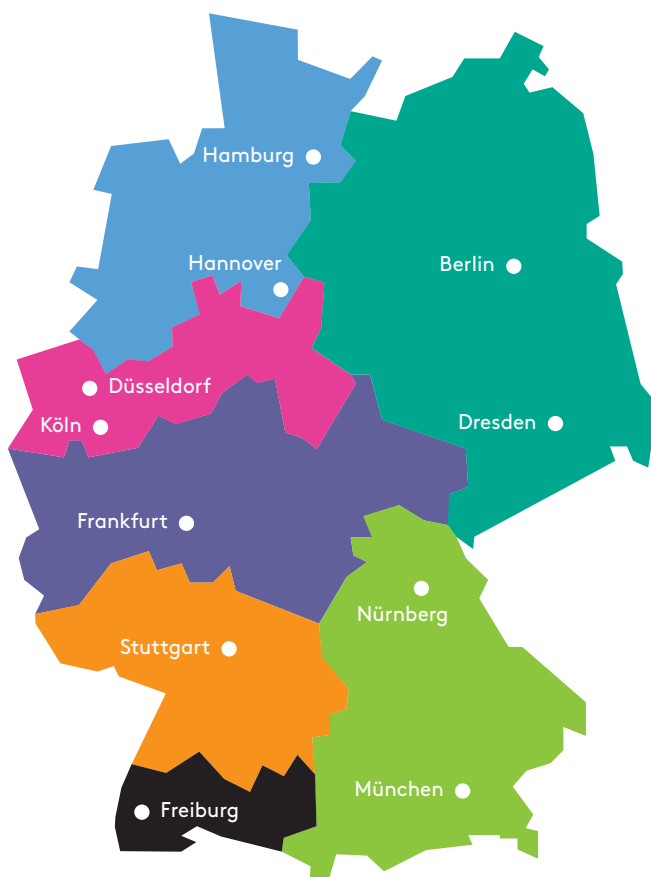 Hamburg
Hannover
Berlin
Düsseldorf
Köln
Dresden
Frankfurt
Nürnberg
Stuttgart
München
Freiburg